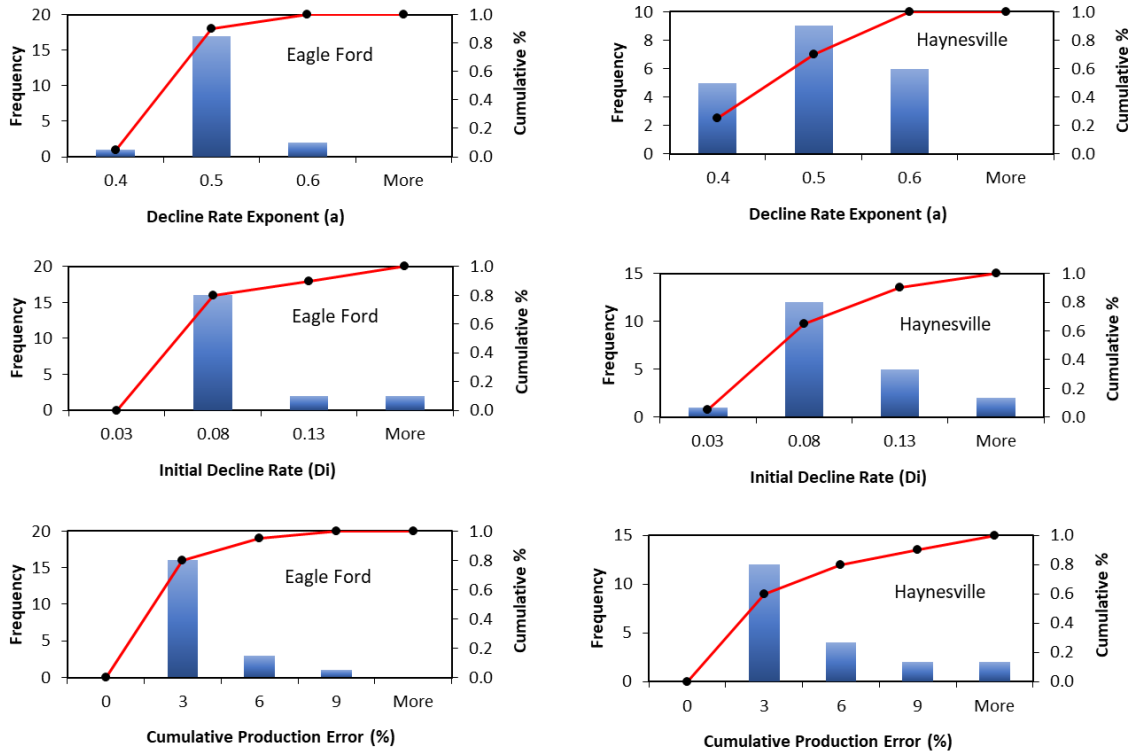 Frequency
20
15
10
5
0
Eagle Ford
1.0
0.8
0.6
0.4
0.2
0.0
Cumulative %
0.4 0.5 0.6 More
Decline Rate Exponent (a)
Frequency
10
8
6
4
2
0
Haynesville
1.0
0.8
0.6
0.4
0.2
0.0
Cumulative %
0.4 0.5 0.6 More
Decline Rate Exponent (a)
Frequency
20
15
10
5
0
Eagle Ford
1.0
0.8
0.6
0.4
0.2
0.0
Cumulative %
0.03 0.08 0.13 More
Initial Decline Rate (Di)
Frequency
15
10
5
0
Haynesville
1.0
0.8
0.6
0.4
0.2
0.0
Cumulative %
0.03 0.08 0.13 More
Initial Decline Rate (Di)
Frequency
20
15
10
5
0
Eagle Ford
1.0
0.8
0.6
0.4
0.2
0.0
Cumulative %
0 3 6 9 More
Cumulative Production Error (%)
Frequency
15
10
5
0
Haynesville
1.0
0.8
0.6
0.4
0.2
0.0
Cumulative %
0 3 6 9 More
Cumulative Production Error (%)